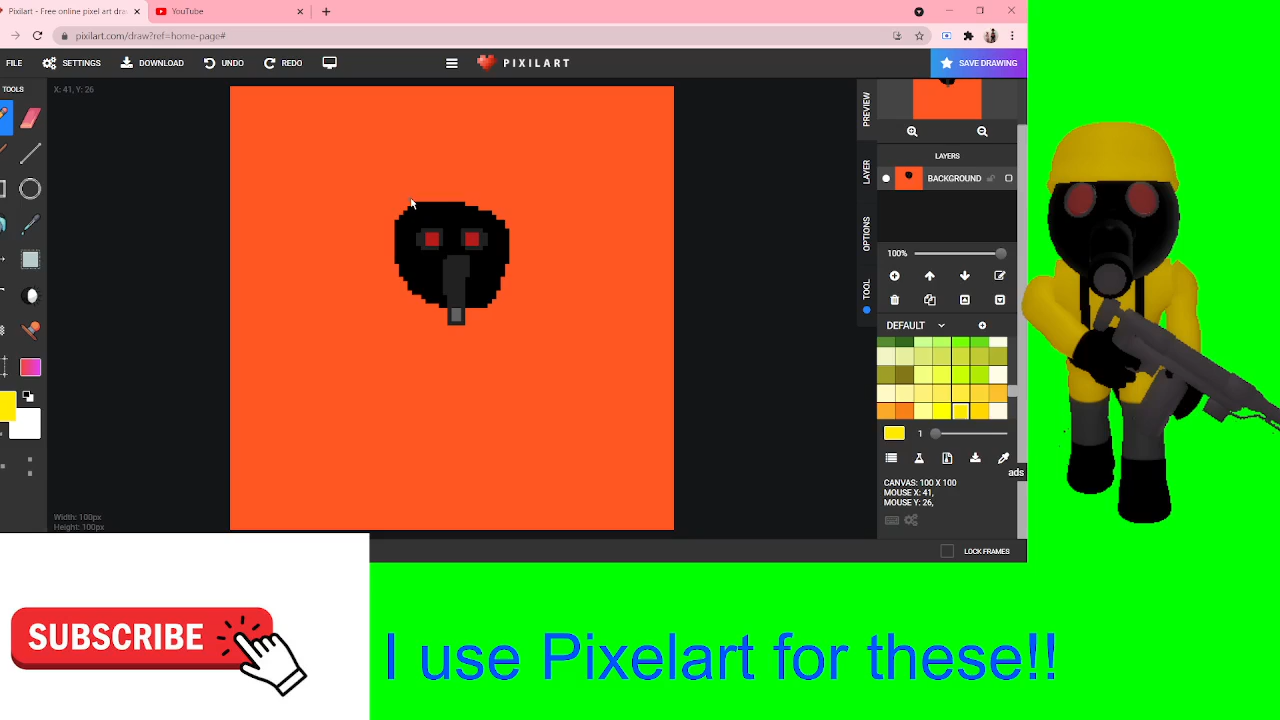 Pixilart - Free online pixel art dra
YouTube
pixilart.com/draw?ref=home-page#
FILE
SETTINGS
DOWNLOAD
UNDO
REDO
PIXILART
SAVE DRAWING
TOOLS
X: 41, Y: 26
PREVIEW
LAYER
OPTIONS
TOOL
LAYERS
BACKGROUND
100%
DEFAULT
1
ads
CANVAS: 100 X 100
MOUSE X: 41,
MOUSE Y: 26,
Width: 100px
Height: 100px
LOCK FRAMES
SUBSCRIBE
I use Pixelart for these!!